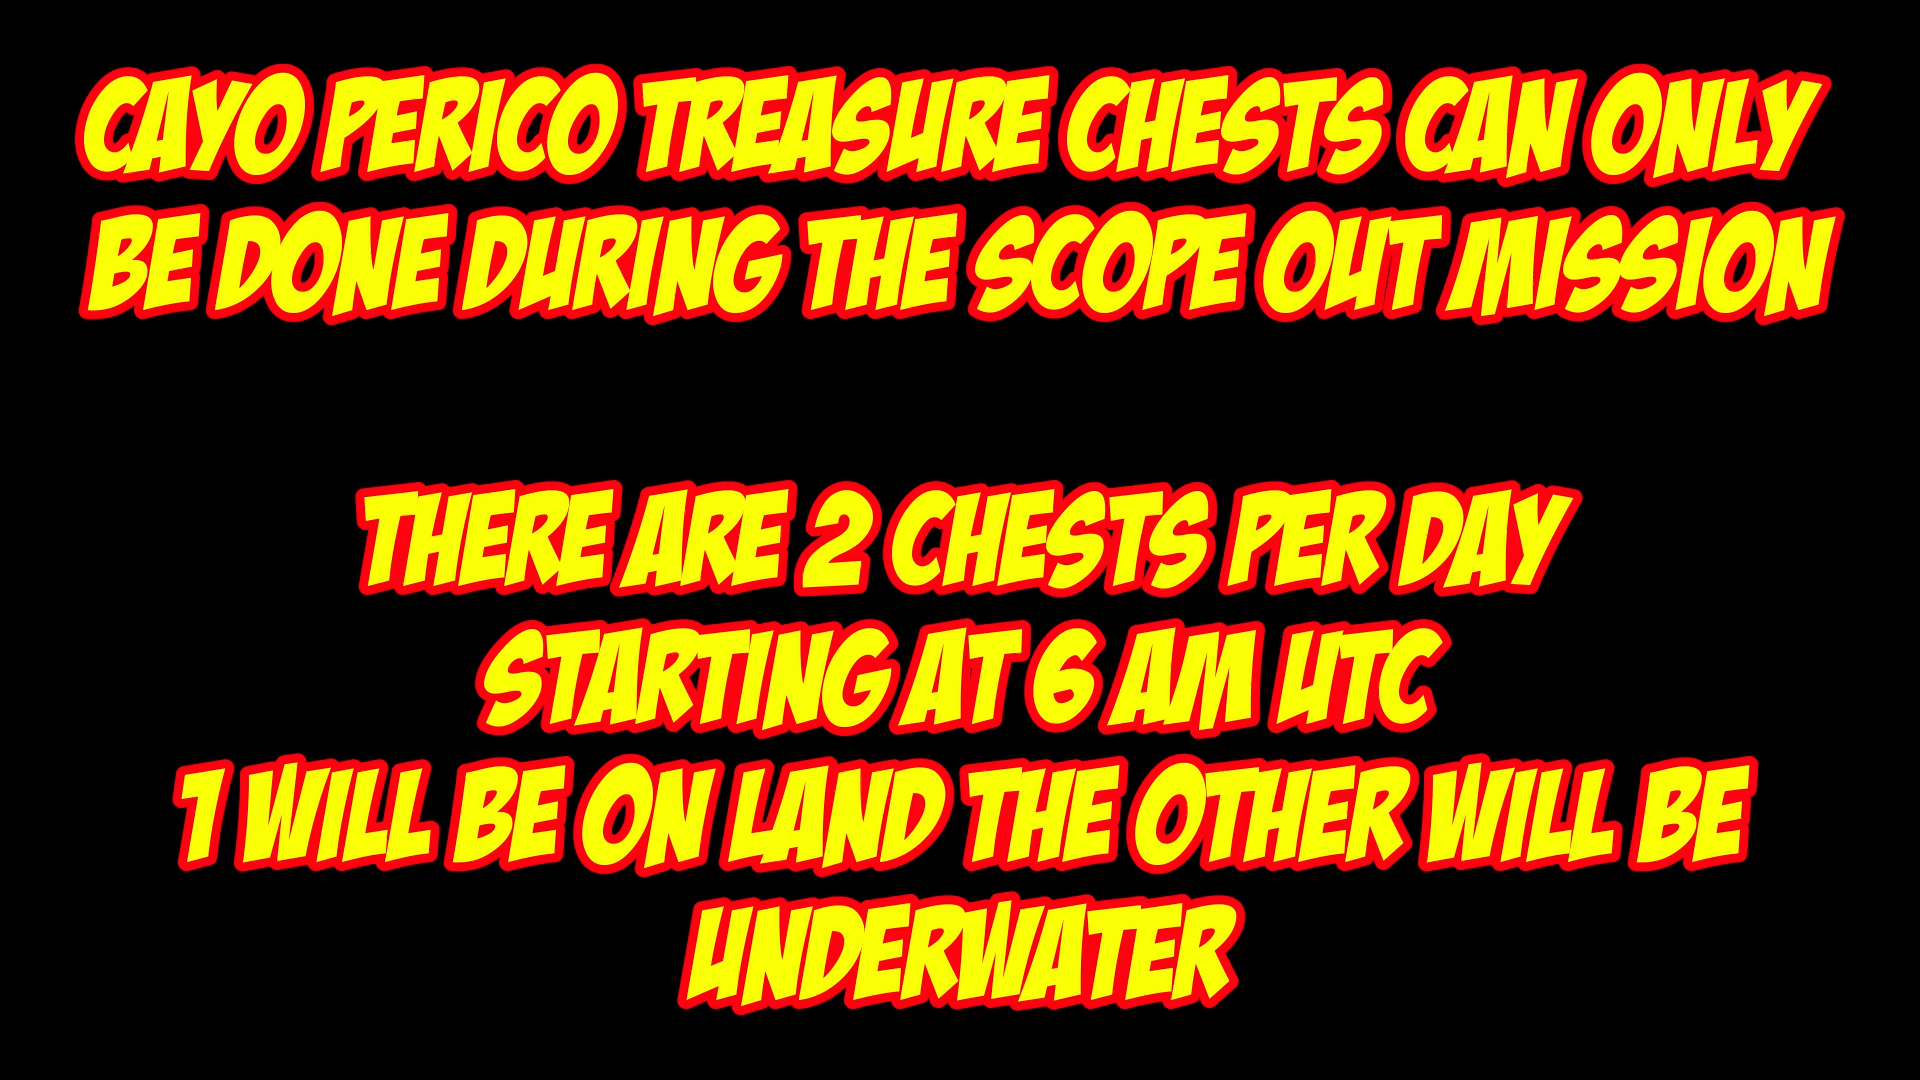 CAYO PERICO TREASURE CHESTS CAN ONLY
BE DONE DURING THE SCOPE OUT MISSION
THERE ARE 2 CHESTS PER DAY
STARTING AT 6 AM UTC
1 WILL BE ON LAND THE OTHER WILL BE
UNDERWATER